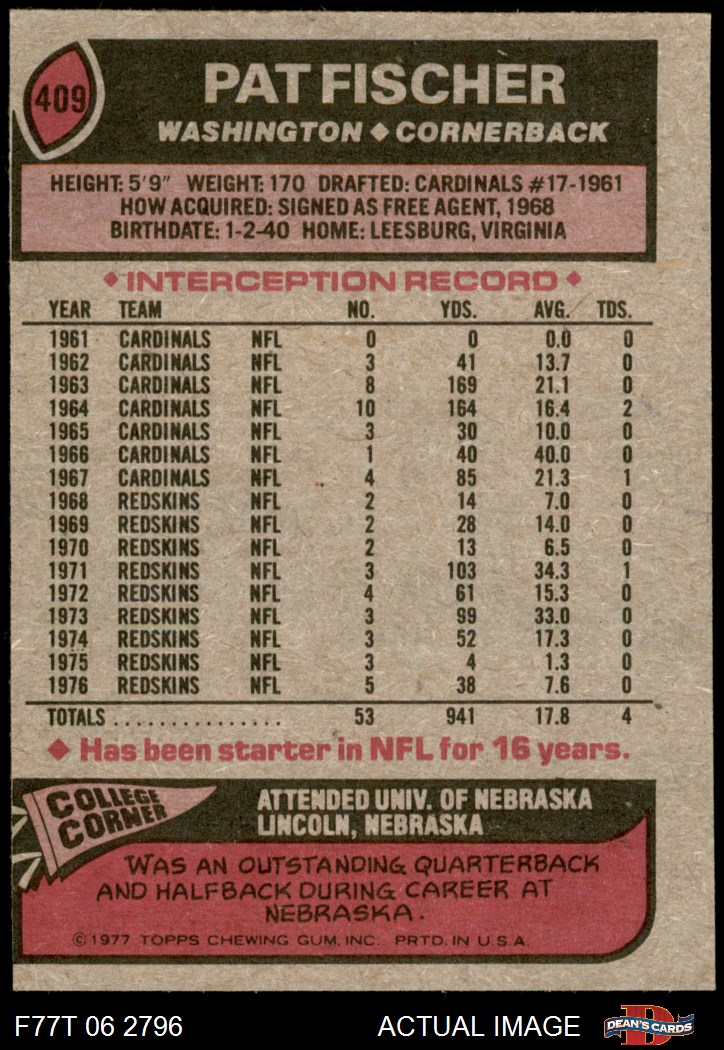 409
PAT FISCHER
WASHINGTON ◆ CORNERBACK
HEIGHT: 5'9" WEIGHT: 170 DRAFTED: CARDINALS #17-1961
HOW ACQUIRED: SIGNED AS FREE AGENT, 1968
BIRTHDATE: 1-2-40 HOME: LEESBURG, VIRGINIA
◆ INTERCEPTION RECORD ◆
YEAR TEAM NO. YDS. AVG. TDS.
1961 CARDINALS NFL 0 0 0.0 0
1962 CARDINALS NFL 3 41 13.7 0
1963 CARDINALS NFL 8 169 21.1 0
1964 CARDINALS NFL 10 164 16.4 2
1965 CARDINALS NFL 3 30 10.0 0
1966 CARDINALS NFL 1 40 40.0 0
1967 CARDINALS NFL 4 85 21.3 1
1968 REDSKINS NFL 2 14 7.0 0
1969 REDSKINS NFL 2 28 14.0 0
1970 REDSKINS NFL 2 13 6.5 0
1971 REDSKINS NFL 3 103 34.3 1
1972 REDSKINS NFL 4 61 15.3 0
1973 REDSKINS NFL 3 99 33.0 0
1974 REDSKINS NFL 3 52 17.3 0
1975 REDSKINS NFL 3 4 1.3 0
1976 REDSKINS NFL 5 38 7.6 0
TOTALS ............... 53 941 17.8 4
◆ Has been starter in NFL for 16 years.
COLLEGE
CORNER
ATTENDED UNIV. OF NEBRASKA
LINCOLN, NEBRASKA
WAS AN OUTSTANDING QUARTERBACK
AND HALFBACK DURING CAREER AT
NEBRASKA.
©1977 TOPPS CHEWING GUM, INC. PRTD. IN U.S.A.
F77T 06 2796 ACTUAL IMAGE
D
DEAN'S CARDS